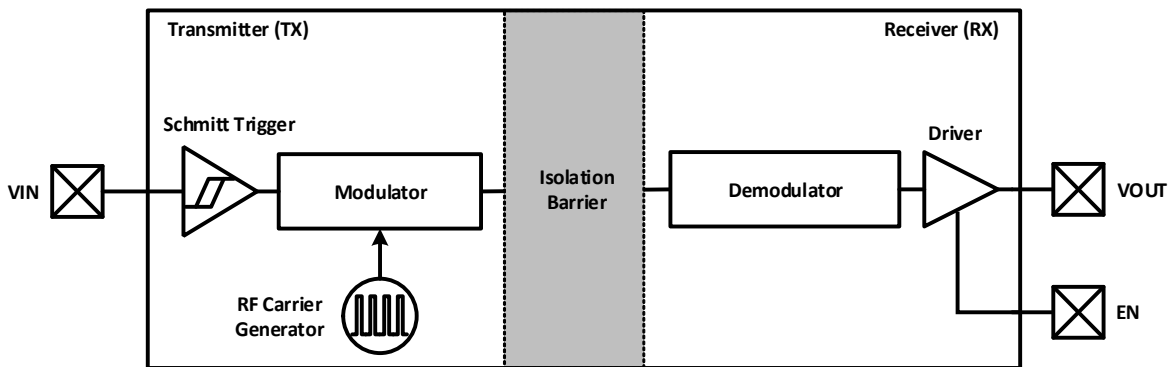 Transmitter (TX)
Receiver (RX)
Schmitt Trigger
Driver
VIN
Modulator
Isolation
Barrier
Demodulator
VOUT
RF Carrier
Generator
EN